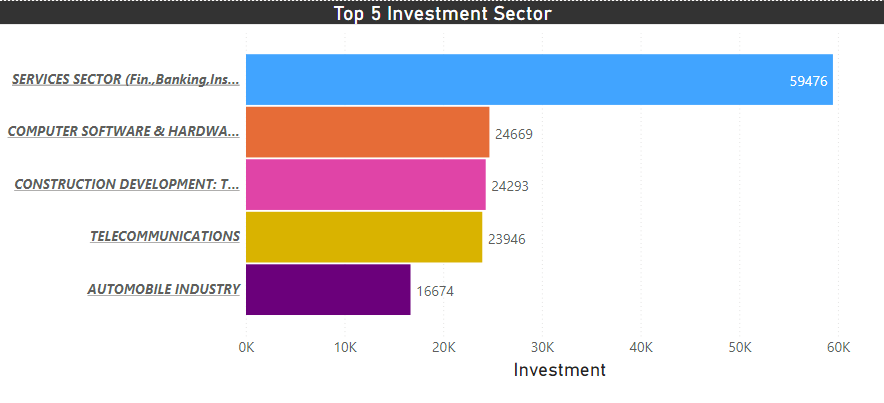 Top 5 Investment Sector
SERVICES SECTOR (Fin.,Banking,Ins...
59476
COMPUTER SOFTWARE & HARDWA...
24669
CONSTRUCTION DEVELOPMENT: T...
24293
TELECOMMUNICATIONS
23946
AUTOMOBILE INDUSTRY
16674
0K 10K 20K 30K 40K 50K 60K
Investment